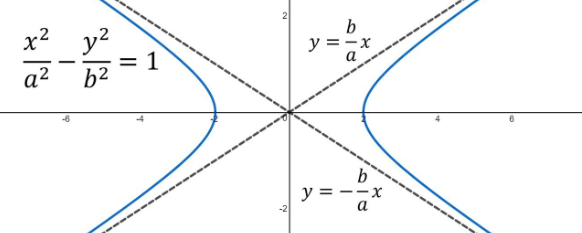 x²/a² − y²/b² = 1
y = b/a x
2
-6 -4 -2 0 2 4 6
y = − b/a x
-2